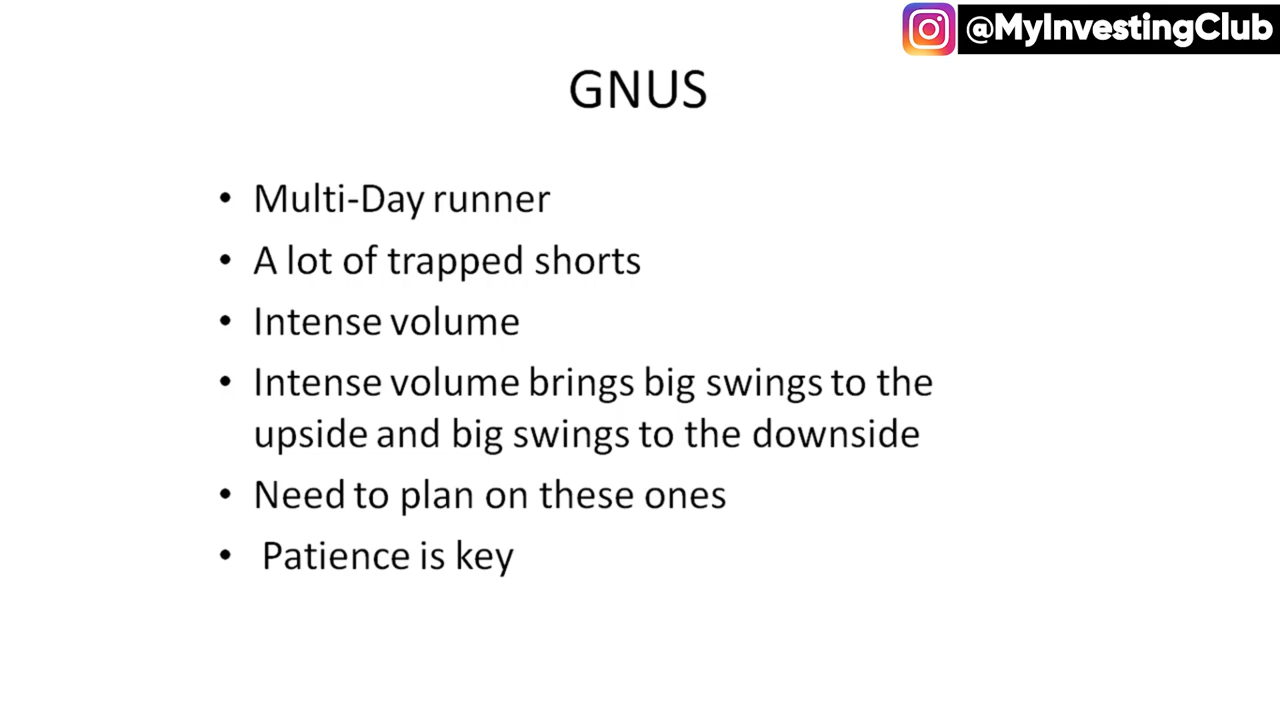 @MyInvestingClub
GNUS
• Multi-Day runner
• A lot of trapped shorts
• Intense volume
• Intense volume brings big swings to the
upside and big swings to the downside
• Need to plan on these ones
• Patience is key